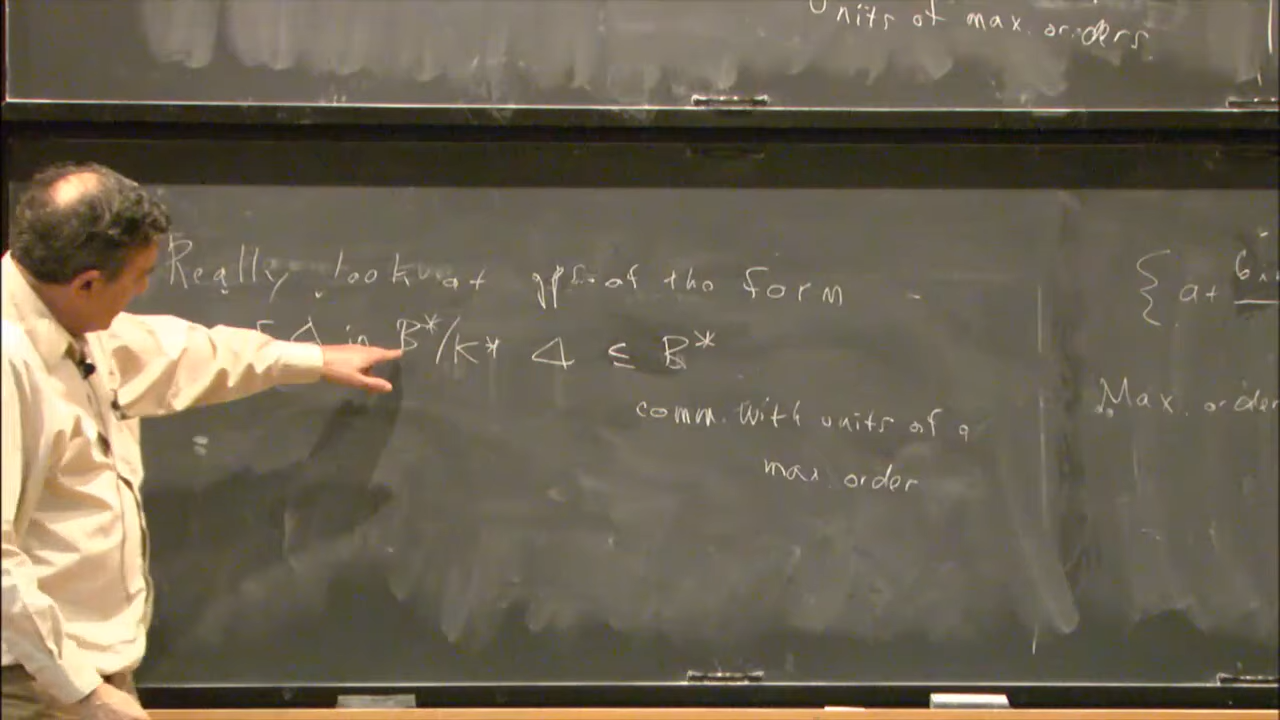 Units of max. orders
Really look at gps of the form
Δ in B*/K* Δ ⊆ B*
comm. with units of a
max. order
{ a +
Max. order